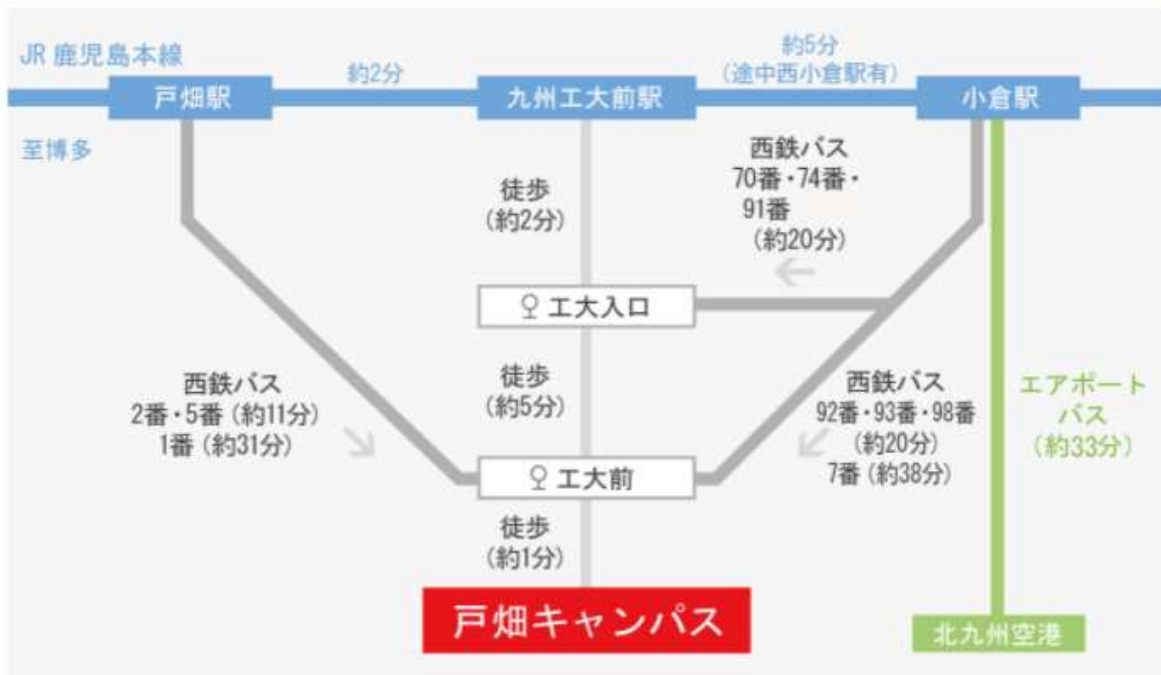 JR 鹿児島本線
約5分
(途中西小倉駅有)
約2分
戸畑駅
九州工大前駅
小倉駅
至博多
西鉄バス
70番・74番・
91番
(約20分)
徒歩
(約2分)
工大入口
西鉄バス
2番・5番 (約11分)
1番 (約31分)
徒歩
(約5分)
西鉄バス
92番・93番・98番
(約20分)
7番 (約38分)
エアポート
バス
(約33分)
工大前
徒歩
(約1分)
戸畑キャンパス
北九州空港